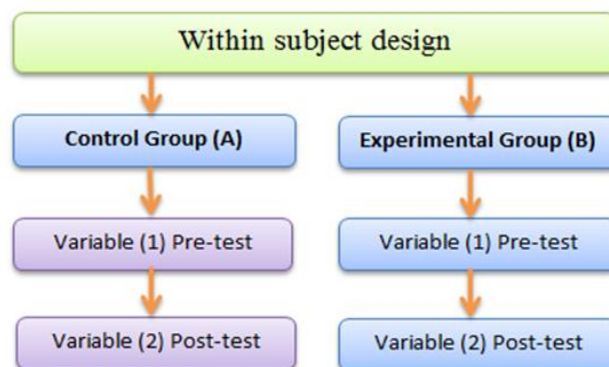 Within subject design
Control Group (A)
Experimental Group (B)
Variable (1) Pre-test
Variable (1) Pre-test
Variable (2) Post-test
Variable (2) Post-test